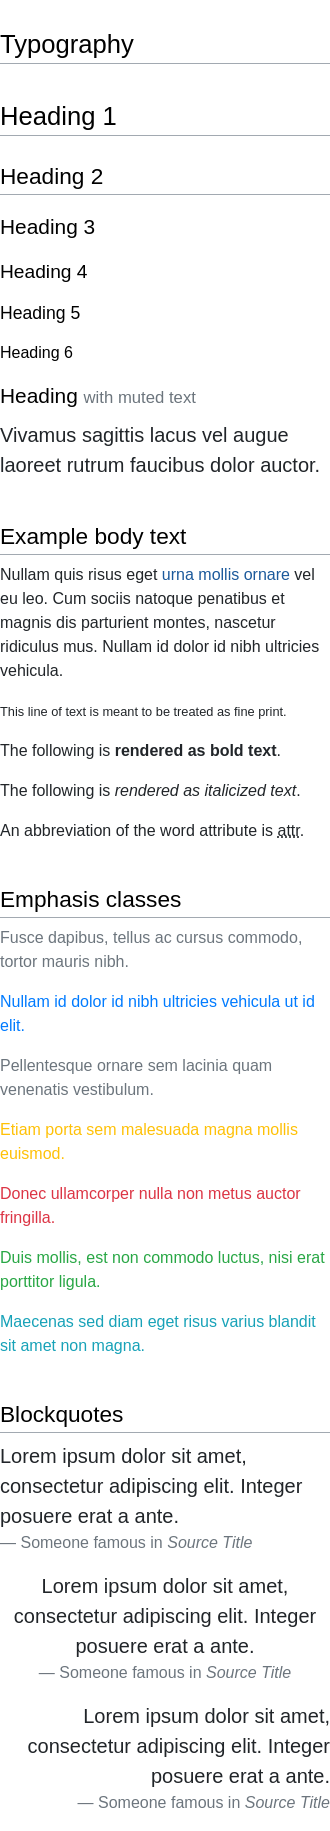 Typography
Heading 1
Heading 2
Heading 3
Heading 4
Heading 5
Heading 6
Heading with muted text
Vivamus sagittis lacus vel augue
laoreet rutrum faucibus dolor auctor.
Example body text
Nullam quis risus eget urna mollis ornare vel
eu leo. Cum sociis natoque penatibus et
magnis dis parturient montes, nascetur
ridiculus mus. Nullam id dolor id nibh ultricies
vehicula.
This line of text is meant to be treated as fine print.
The following is rendered as bold text.
The following is rendered as italicized text.
An abbreviation of the word attribute is attr.
Emphasis classes
Fusce dapibus, tellus ac cursus commodo,
tortor mauris nibh.
Nullam id dolor id nibh ultricies vehicula ut id
elit.
Pellentesque ornare sem lacinia quam
venenatis vestibulum.
Etiam porta sem malesuada magna mollis
euismod.
Donec ullamcorper nulla non metus auctor
fringilla.
Duis mollis, est non commodo luctus, nisi erat
porttitor ligula.
Maecenas sed diam eget risus varius blandit
sit amet non magna.
Blockquotes
Lorem ipsum dolor sit amet,
consectetur adipiscing elit. Integer
posuere erat a ante.
— Someone famous in Source Title
Lorem ipsum dolor sit amet,
consectetur adipiscing elit. Integer
posuere erat a ante.
— Someone famous in Source Title
Lorem ipsum dolor sit amet,
consectetur adipiscing elit. Integer
posuere erat a ante.
— Someone famous in Source Title